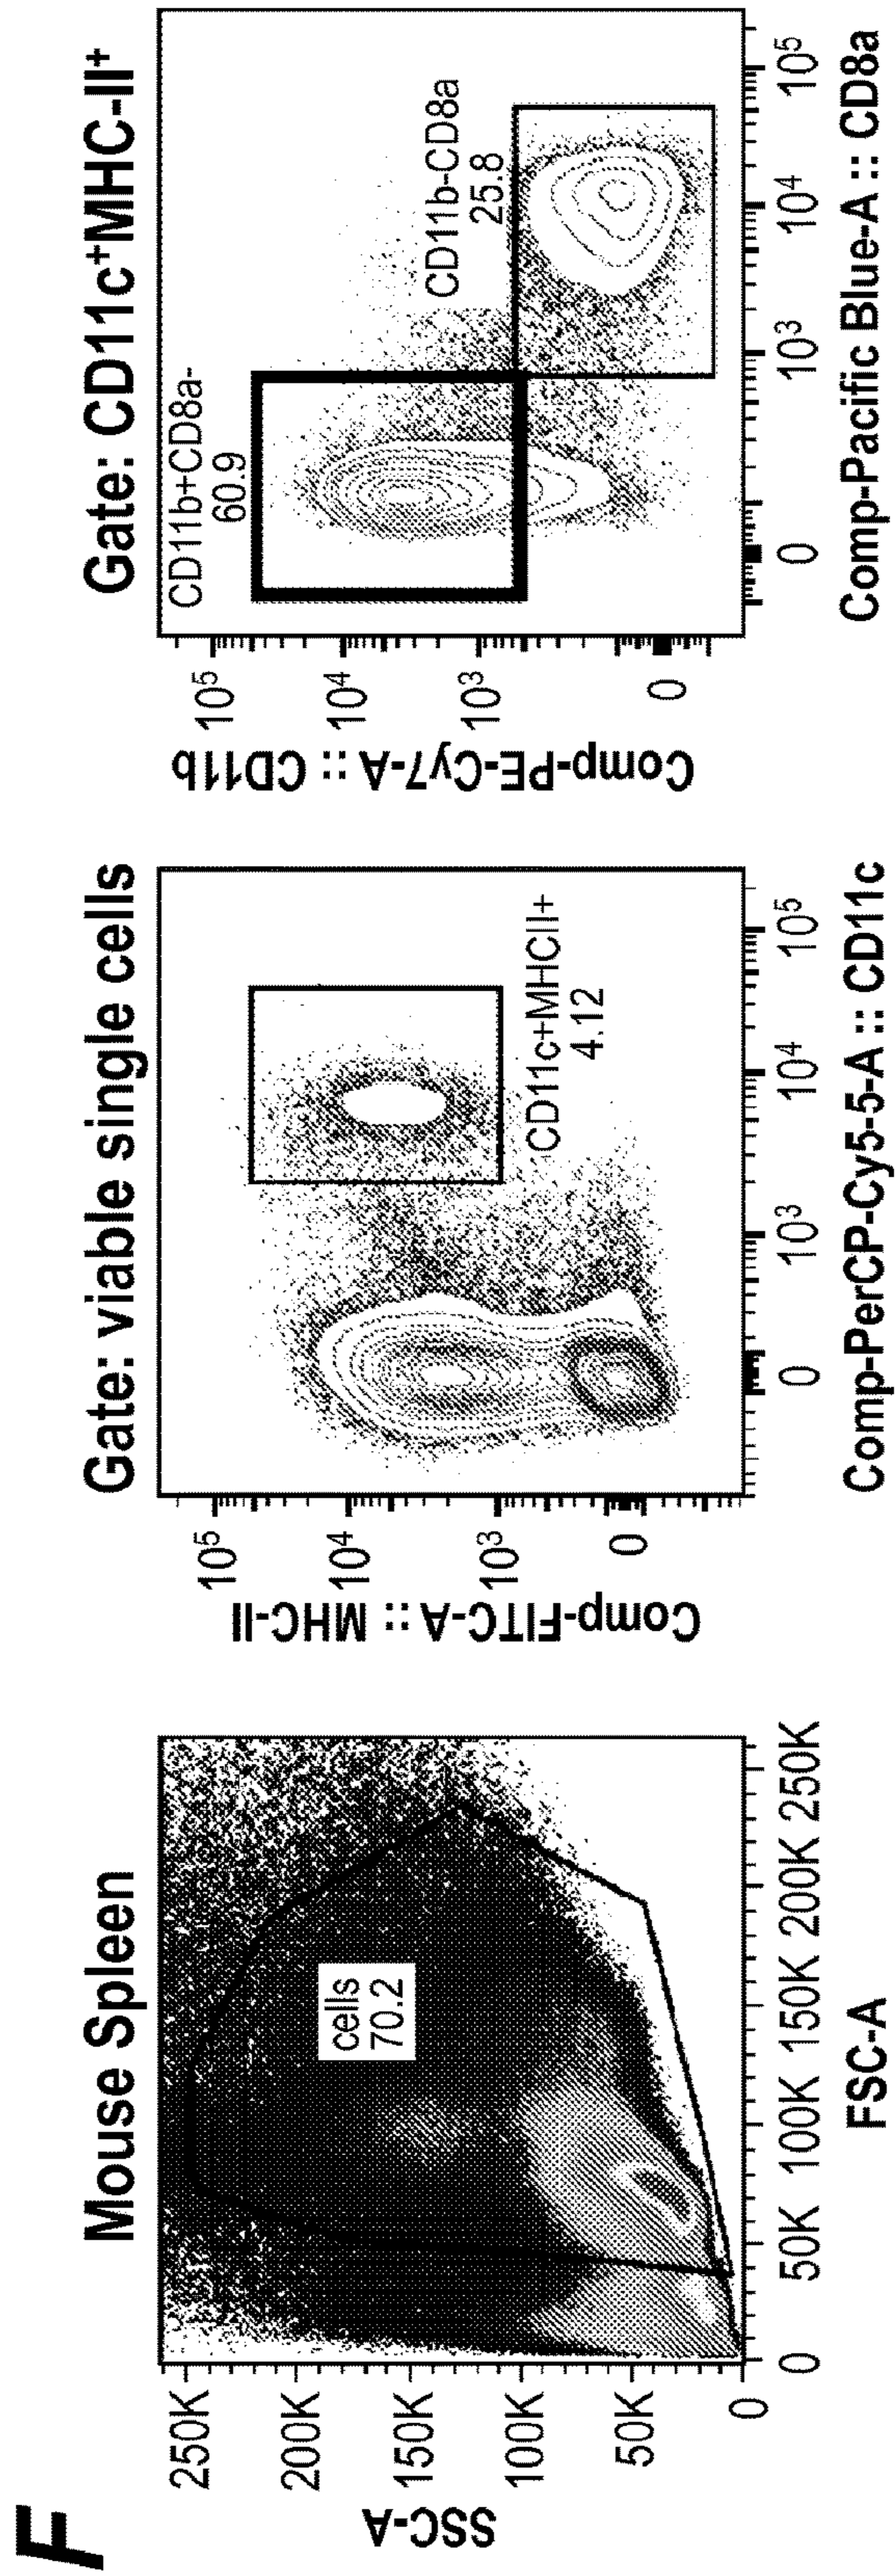 F
Mouse Spleen
SSC-A
250K
200K
150K
100K
50K
0
cells
70.2
0 50K 100K 150K 200K 250K
FSC-A
Gate: viable single cells
Comp-FITC-A :: MHC-II
10⁵
10⁴
10³
0
CD11c+MHCII+
4.12
0 10³ 10⁴ 10⁵
Comp-PerCP-Cy5-5-A :: CD11c
Gate: CD11c⁺MHC-II⁺
Comp-PE-Cy7-A :: CD11b
10⁵
10⁴
10³
0
CD11b+CD8a-
60.9
CD11b-CD8a
25.8
0 10³ 10⁴ 10⁵
Comp-Pacific Blue-A :: CD8a